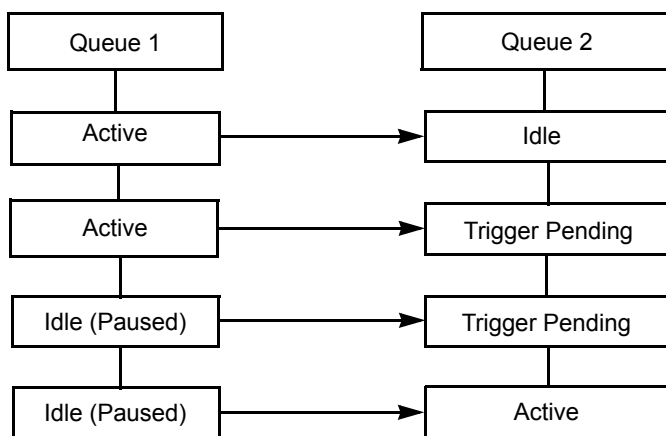 Queue 1 Queue 2
Active Idle
Active Trigger Pending
Idle (Paused) Trigger Pending
Idle (Paused) Active